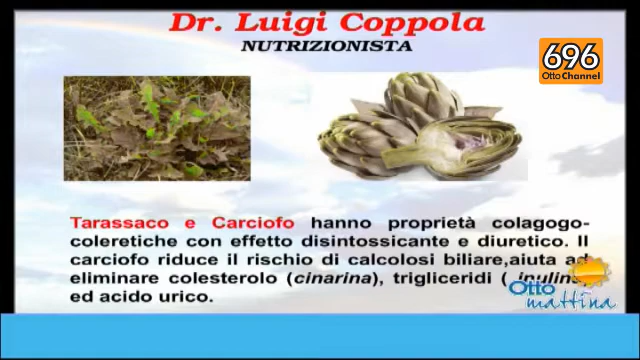 Dr. Luigi Coppola
NUTRIZIONISTA
696
Otto Channel
Tarassaco e Carciofo hanno proprietà colagogo-
coleretiche con effetto disintossicante e diuretico. Il
carciofo riduce il rischio di calcolosi biliare,aiuta ad
eliminare colesterolo (cinarina), trigliceridi ( inulina)
ed acido urico.
Otto
mattina